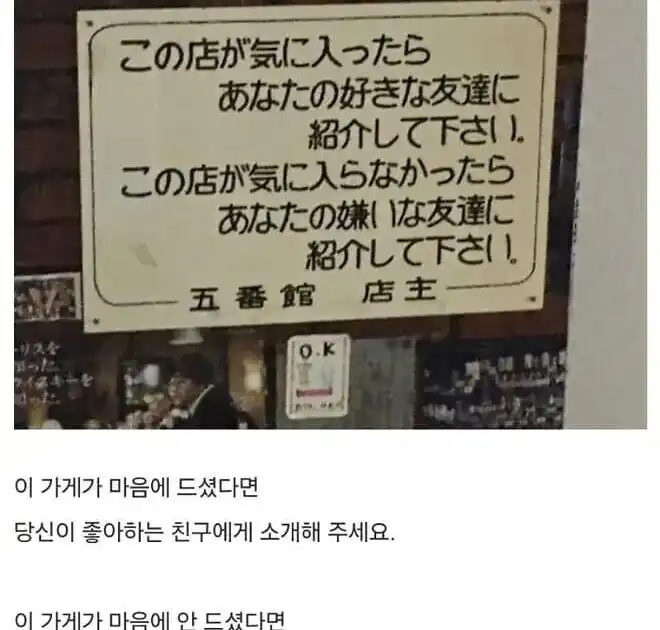 この店が気に入ったら
あなたの好きな友達に
紹介して下さい。
この店が気に入らなかったら
あなたの嫌いな友達に
紹介して下さい。
五番館 店主
O.K
이 가게가 마음에 드셨다면
당신이 좋아하는 친구에게 소개해 주세요.
이 가게가 마음에 안 드셨다면